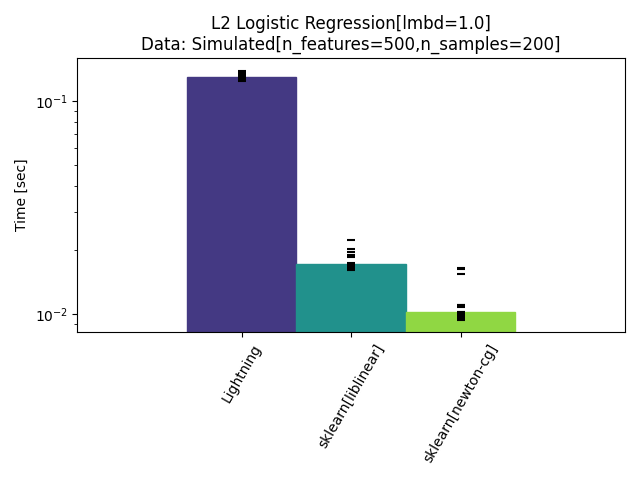 L2 Logistic Regression[lmbd=1.0]
Data: Simulated[n_features=500,n_samples=200]
Time [sec]
10⁻¹
10⁻²
Lightning
sklearn[liblinear]
sklearn[newton-cg]